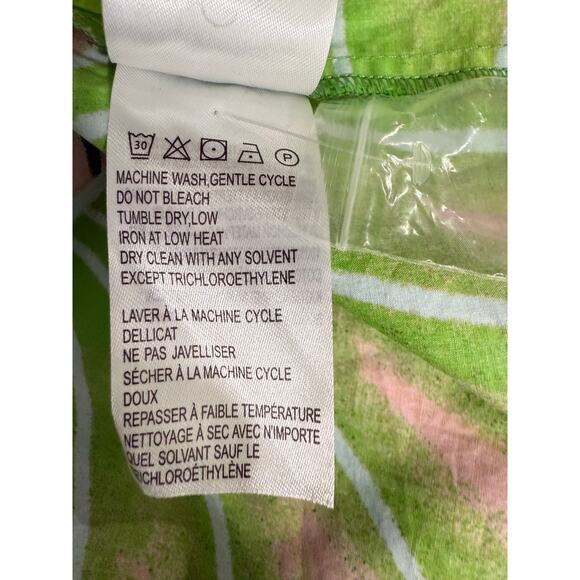 30 P
MACHINE WASH,GENTLE CYCLE
DO NOT BLEACH
TUMBLE DRY,LOW
IRON AT LOW HEAT
DRY CLEAN WITH ANY SOLVENT
EXCEPT TRICHLOROETHYLENE
LAVER À LA MACHINE CYCLE
DELLICAT
NE PAS JAVELLISER
SÉCHER À LA MACHINE CYCLE
DOUX
REPASSER À FAIBLE TEMPÉRATURE
NETTOYAGE À SEC AVEC N'IMPORTE
QUEL SOLVANT SAUF LE
TRICHLOROÉTHYLÈNE